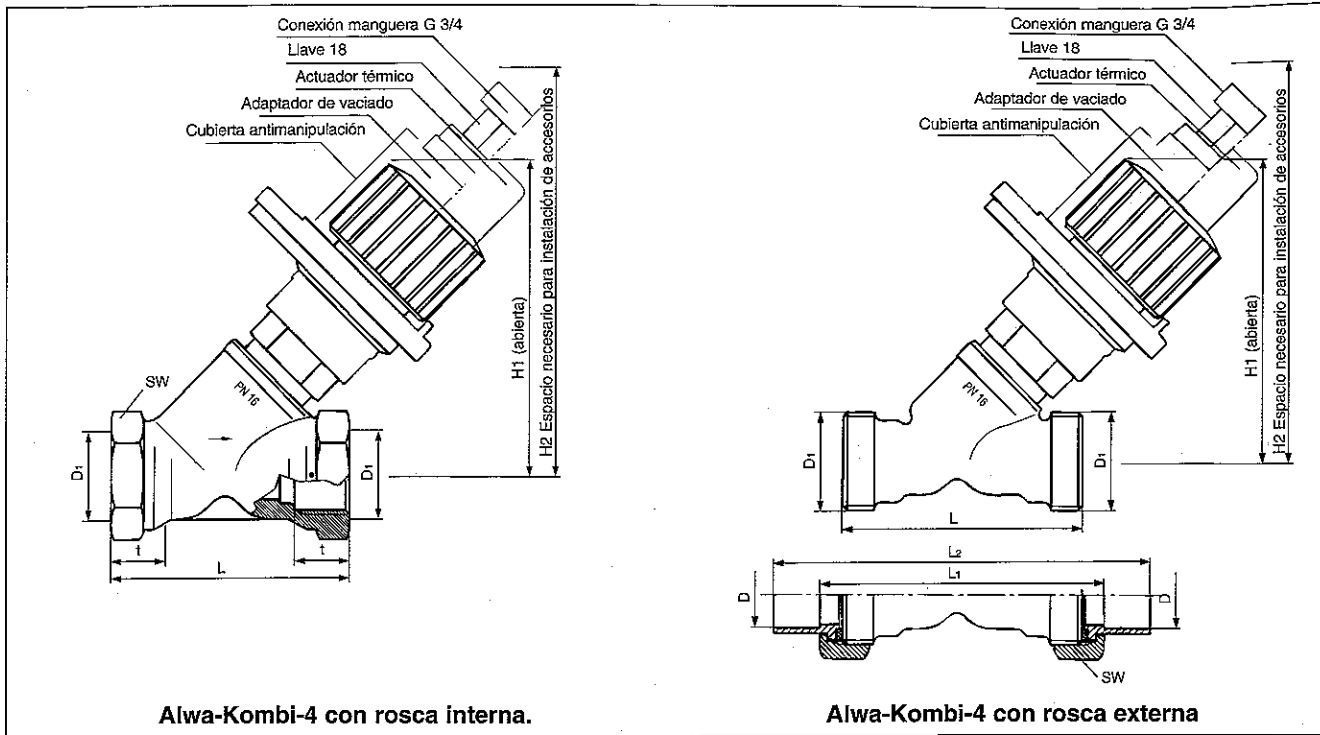 Conexión manguera G 3/4
Llave 18
Actuador térmico
Adaptador de vaciado
Cubierta antimanipulación
H1 (abierta)
H2 Espacio necesario para instalación de accesorios
SW
PN 16
D1
D1
t
t
L
Alwa-Kombi-4 con rosca interna.
Conexión manguera G 3/4
Llave 18
Actuador térmico
Adaptador de vaciado
Cubierta antimanipulación
H1 (abierta)
H2 Espacio necesario para instalación de accesorios
PN 16
D1
D1
L
L2
L1
D
D
SW
Alwa-Kombi-4 con rosca externa